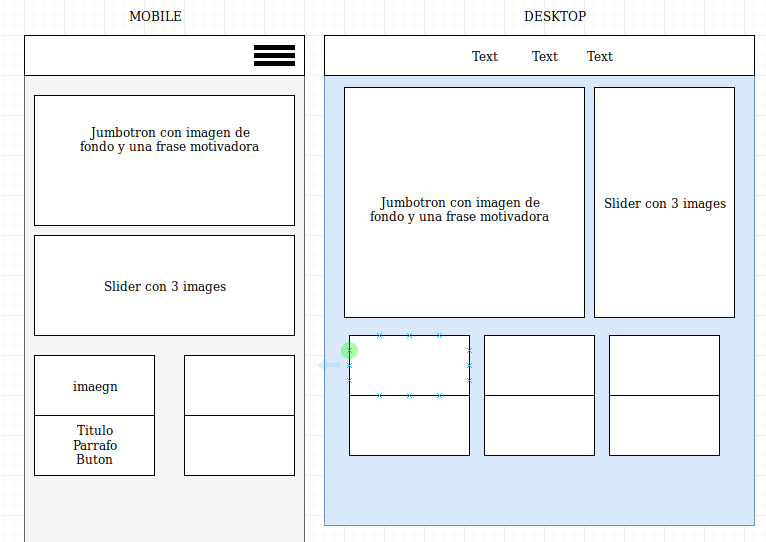 MOBILE
DESKTOP
Text Text Text
Jumbotron con imagen de
fondo y una frase motivadora
Slider con 3 images
imaegn
Titulo
Parrafo
Buton
Jumbotron con imagen de
fondo y una frase motivadora
Slider con 3 images